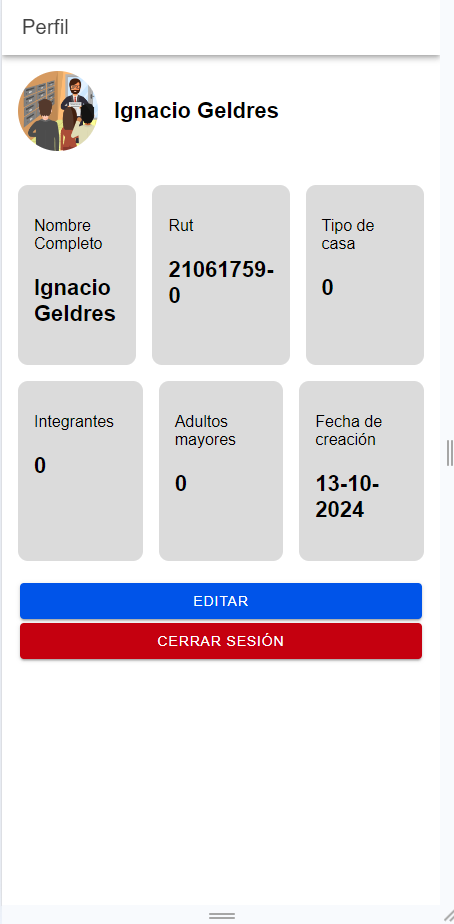 Perfil
Ignacio Geldres
Nombre
Completo
Ignacio
Geldres
Rut
21061759-
0
Tipo de
casa
0
Integrantes
0
Adultos
mayores
0
Fecha de
creación
13-10-
2024
EDITAR
CERRAR SESIÓN